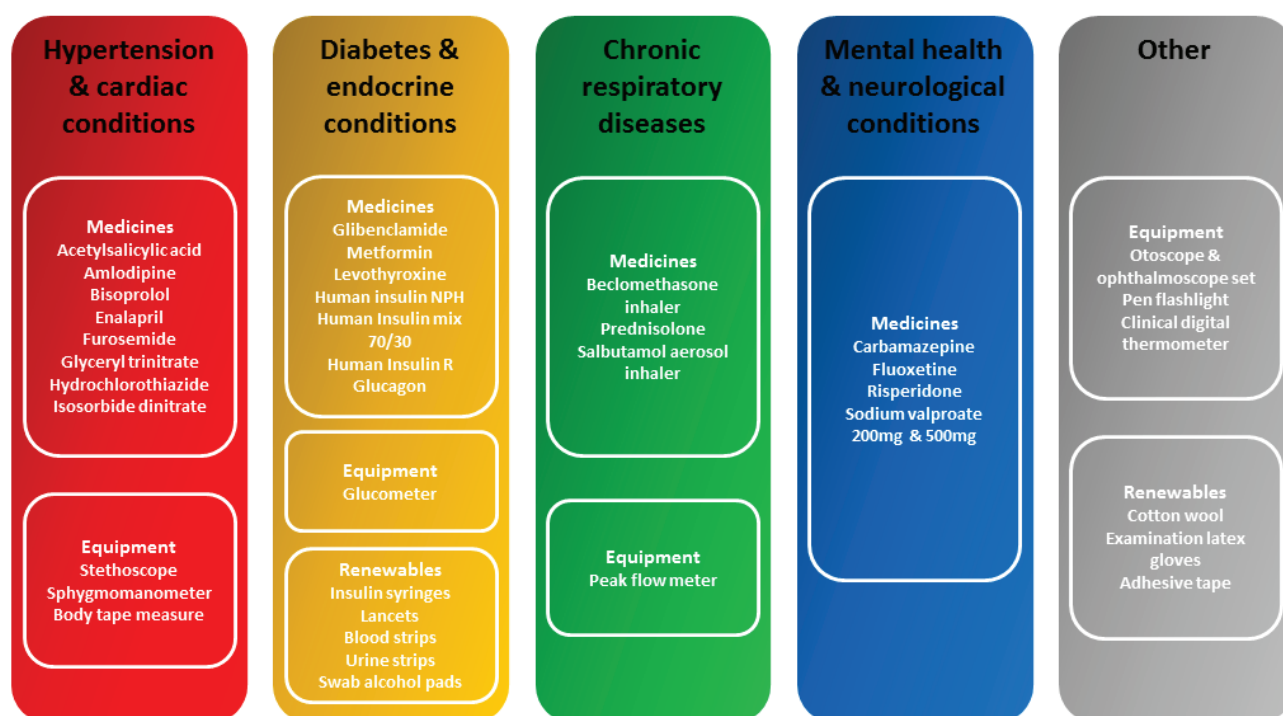 Hypertension
& cardiac
conditions
Medicines
Acetylsalicylic acid
Amlodipine
Bisoprolol
Enalapril
Furosemide
Glyceryl trinitrate
Hydrochlorothiazide
Isosorbide dinitrate
Equipment
Stethoscope
Sphygmomanometer
Body tape measure
Diabetes &
endocrine
conditions
Medicines
Glibenclamide
Metformin
Levothyroxine
Human insulin NPH
Human Insulin mix
70/30
Human Insulin R
Glucagon
Equipment
Glucometer
Renewables
Insulin syringes
Lancets
Blood strips
Urine strips
Swab alcohol pads
Chronic
respiratory
diseases
Medicines
Beclomethasone
inhaler
Prednisolone
Salbutamol aerosol
inhaler
Equipment
Peak flow meter
Mental health
& neurological
conditions
Medicines
Carbamazepine
Fluoxetine
Risperidone
Sodium valproate
200mg & 500mg
Other
Equipment
Otoscope &
ophthalmoscope set
Pen flashlight
Clinical digital
thermometer
Renewables
Cotton wool
Examination latex
gloves
Adhesive tape